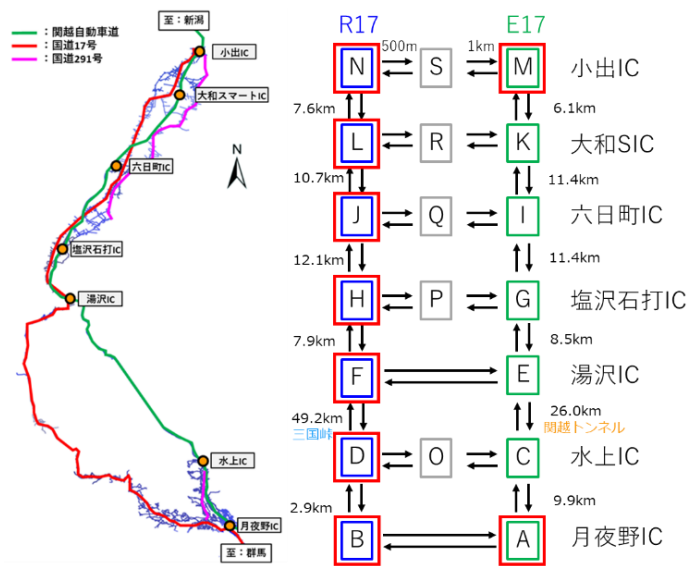 ：関越自動車道
：国道17号
：国道291号
至：新潟
小出IC
大和スマートIC
六日町IC
N
塩沢石打IC
湯沢IC
水上IC
月夜野IC
至：群馬
R17
E17
N
500m
S
1km
M
小出IC
7.6km
6.1km
L
R
K
大和SIC
10.7km
11.4km
J
Q
I
六日町IC
12.1km
11.4km
H
P
G
塩沢石打IC
7.9km
8.5km
F
E
湯沢IC
49.2km
三国峠
26.0km
関越トンネル
D
O
C
水上IC
2.9km
9.9km
B
A
月夜野IC